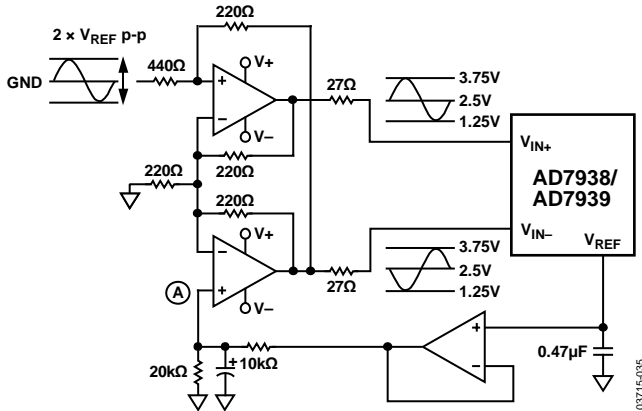 220Ω
2 × VREF p-p
GND
440Ω
V+
+
–
V–
27Ω
3.75V
2.5V
1.25V
VIN+
AD7938/
AD7939
VIN–
VREF
220Ω
220Ω
220Ω
V+
–
+
V–
A
27Ω
3.75V
2.5V
1.25V
20kΩ
+
10kΩ
+
–
0.47µF
03715-035